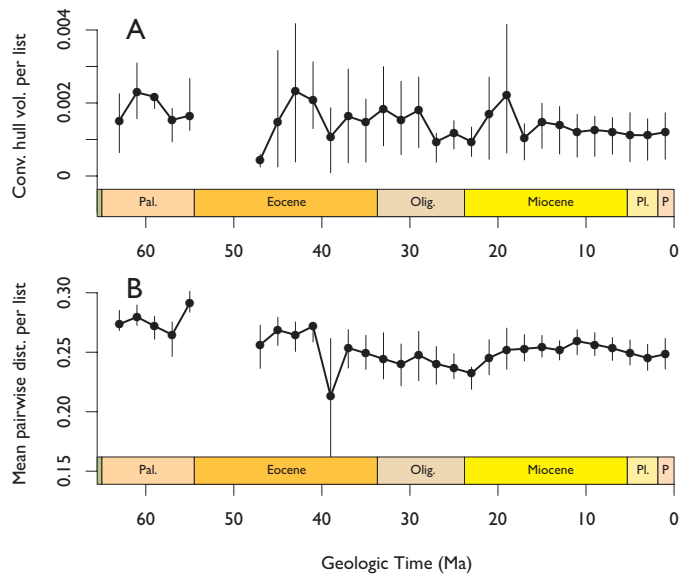 A
Conv. hull vol. per list
0.004
0.002
0
Pal. Eocene Olig. Miocene Pl. P
60 50 40 30 20 10 0
B
Mean pairwise dist. per list
0.30
0.25
0.20
0.15
Pal. Eocene Olig. Miocene Pl. P
60 50 40 30 20 10 0
Geologic Time (Ma)